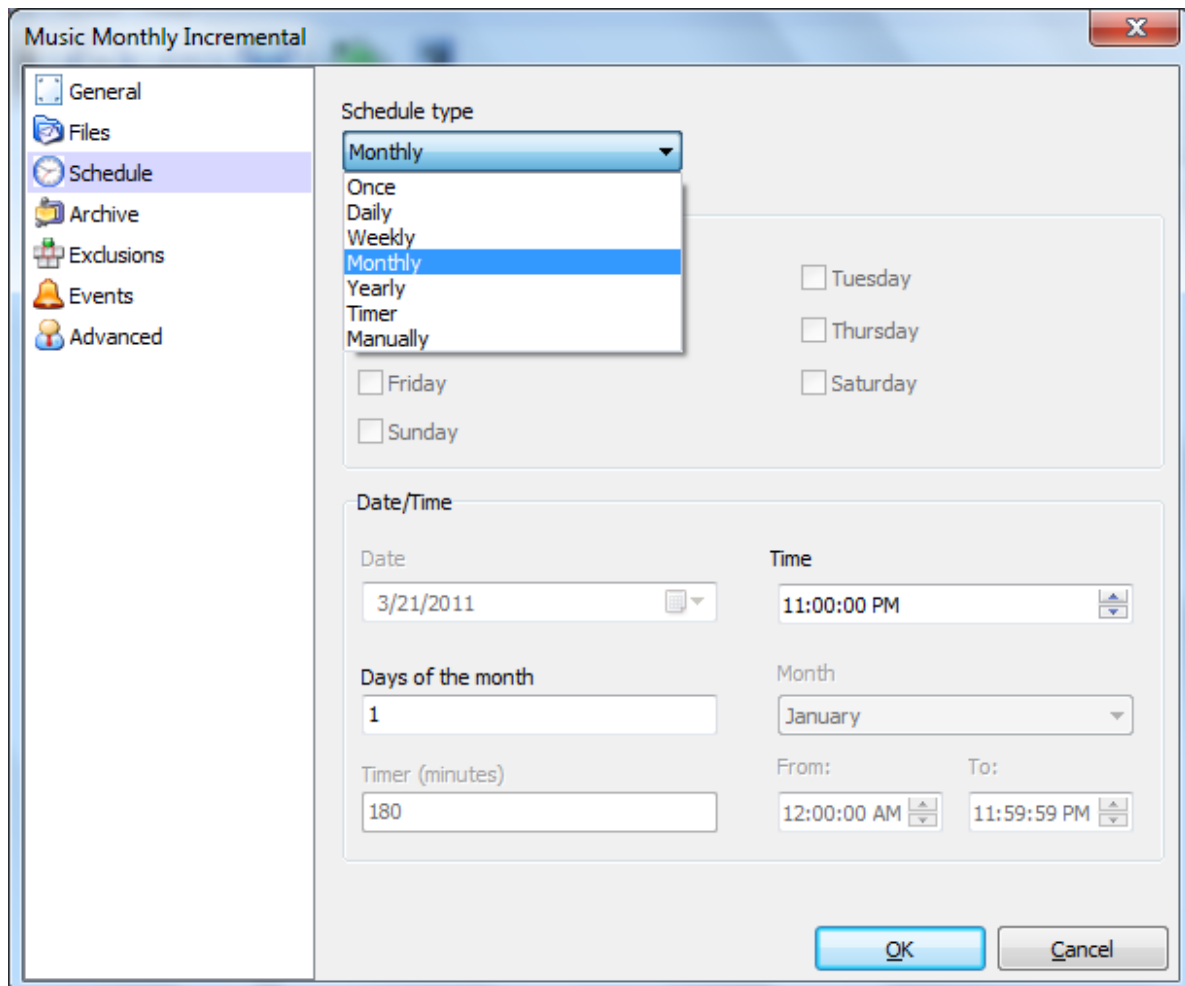 Music Monthly Incremental
General
Files
Schedule
Archive
Exclusions
Events
Advanced
Schedule type
Monthly
Once
Daily
Weekly
Monthly
Yearly
Timer
Manually
Tuesday
Thursday
Friday
Saturday
Sunday
Date/Time
Date
Time
3/21/2011
11:00:00 PM
Days of the month
Month
1
January
Timer (minutes)
From:
To:
180
12:00:00 AM
11:59:59 PM
OK
Cancel